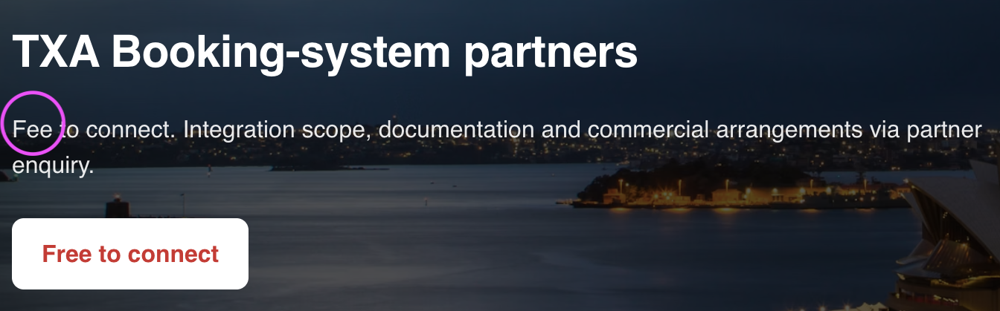 TXA Booking-system partners
Fee to connect. Integration scope, documentation and commercial arrangements via partner
enquiry.
Free to connect